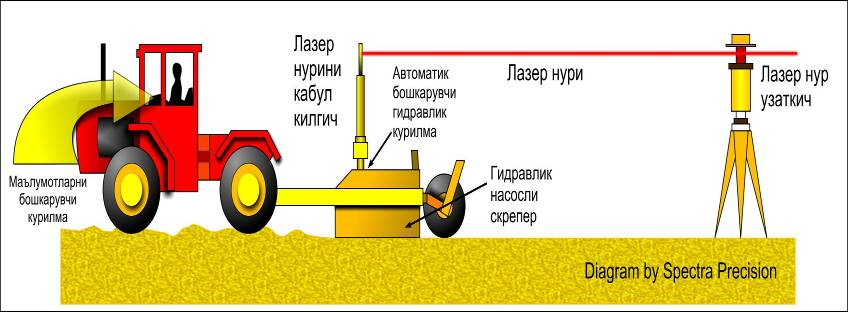 Лазер
нурини
кабул
килгич
Автоматик
бошкарувчи
гидравлик
курилма
Лазер нури
Лазер нур
узаткич
Маълумотларни
бошкарувчи
курилма
Гидравлик
насосли
скрепер
Diagram by Spectra Precision